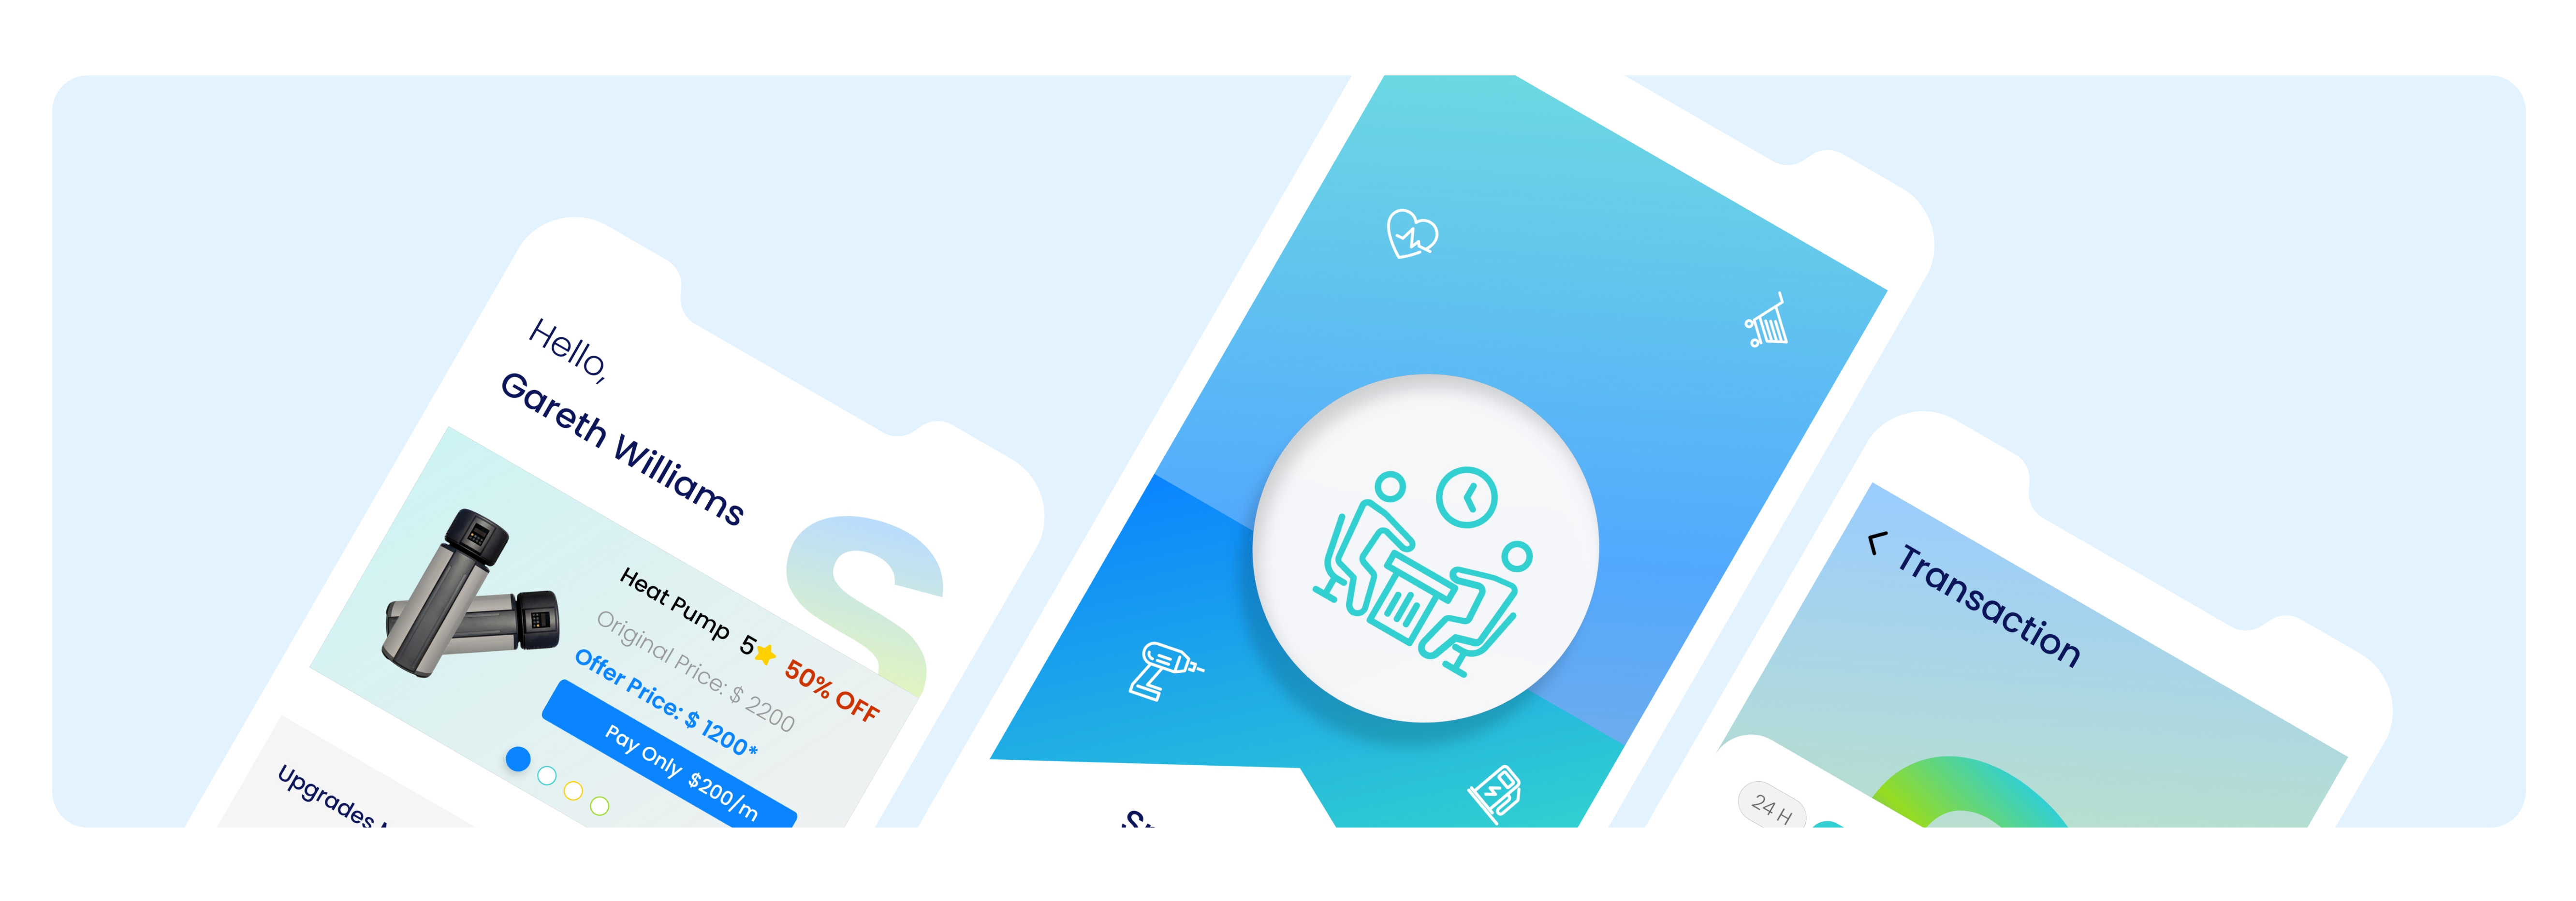 Hello,
Gareth Williams
S
Heat Pump 5 50% OFF
Original Price: $ 2200
Offer Price: $ 1200*
Pay Only $200/m
Upgrades
Transaction
24 H